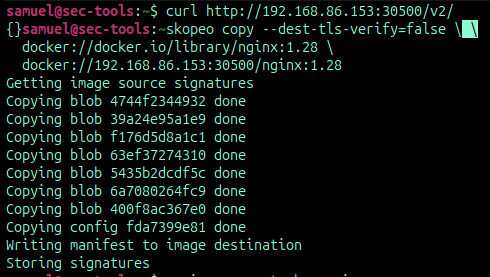 samuel@sec-tools:~$ curl http://192.168.86.153:30500/v2/
{}samuel@sec-tools:~$skopeo copy --dest-tls-verify=false \ \
  docker://docker.io/library/nginx:1.28 \
  docker://192.168.86.153:30500/nginx:1.28
Getting image source signatures
Copying blob 4744f2344932 done
Copying blob 39a24e95a1e9 done
Copying blob f176d5d8a1c1 done
Copying blob 63ef37274310 done
Copying blob 5435b2dcdf5c done
Copying blob 6a7080264fc9 done
Copying blob 400f8ac367e0 done
Copying config fda7399e81 done
Writing manifest to image destination
Storing signatures